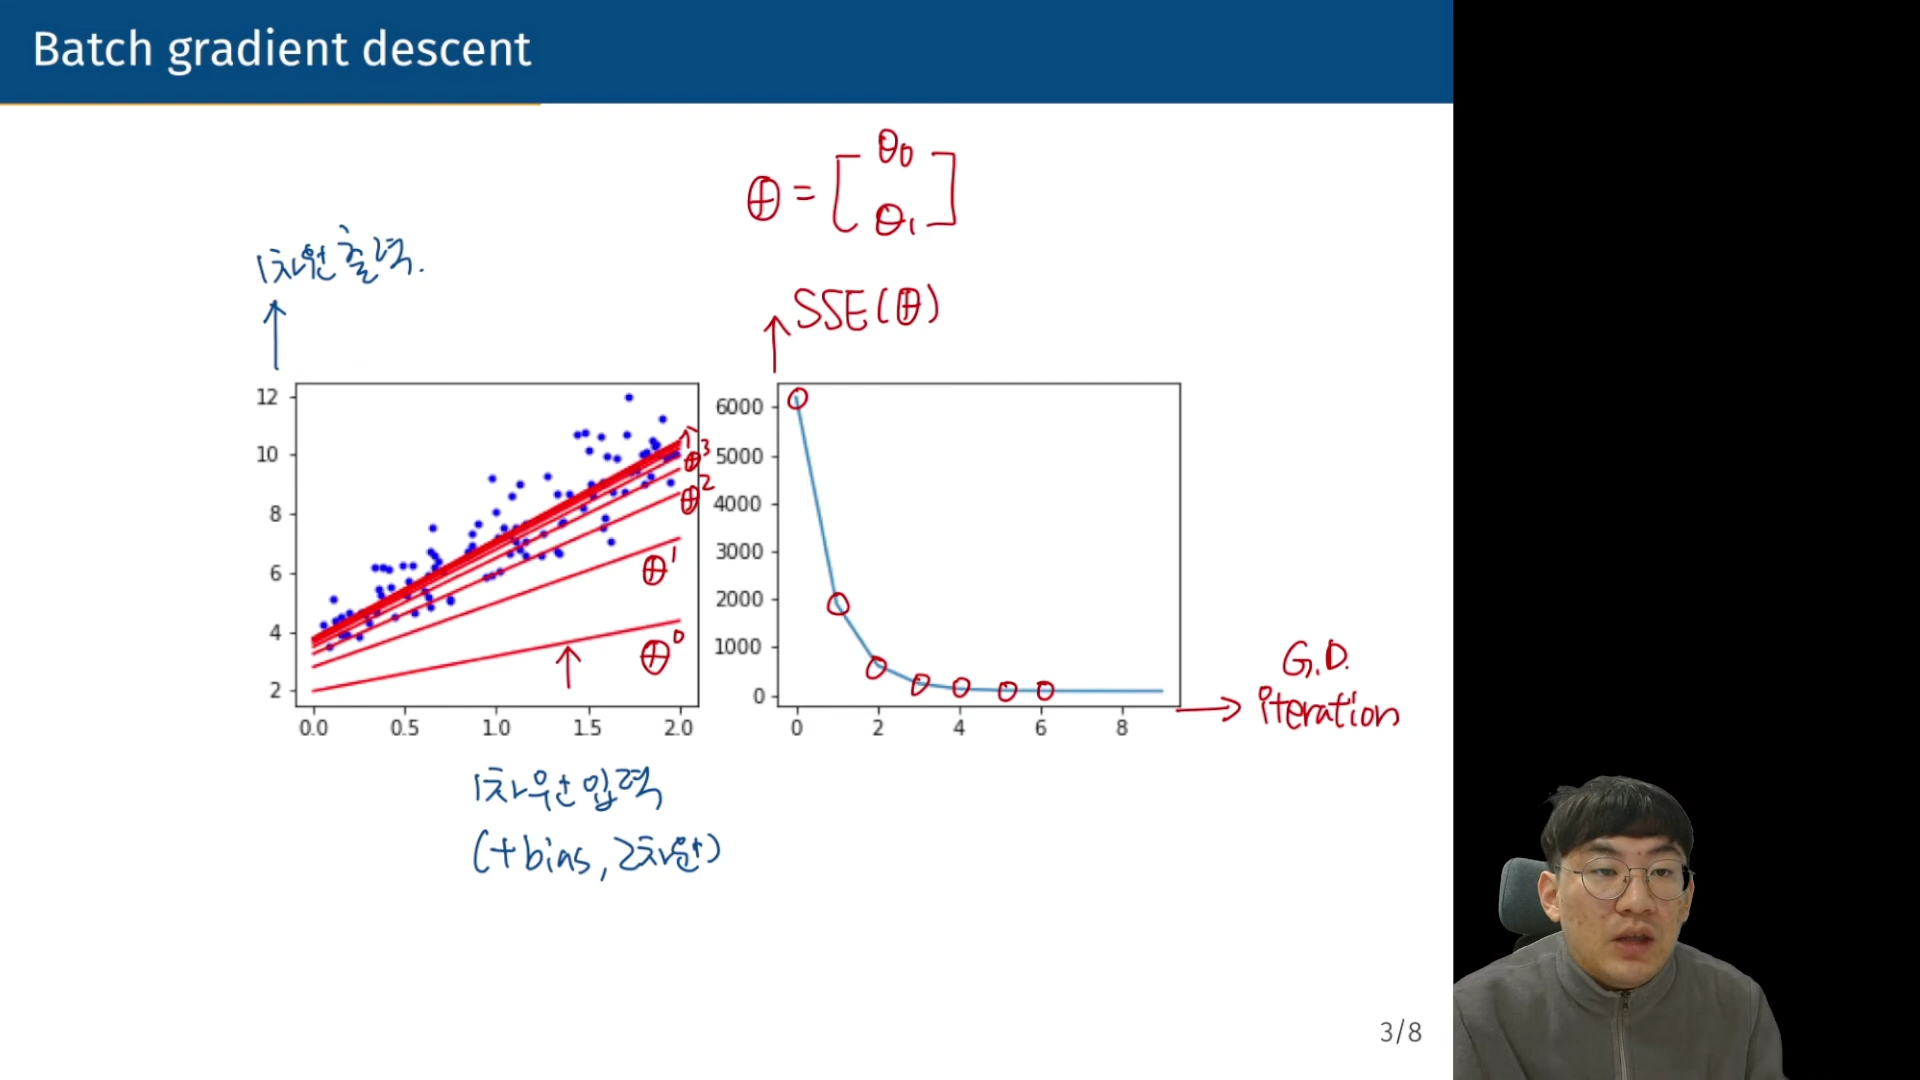 Batch gradient descent
θ = [ θ0
θ1 ]
1차원 출력.
SSE(θ)
12
10
8
6
4
2
0.0 0.5 1.0 1.5 2.0
θ3
θ2
θ1
θ0
6000
5000
4000
3000
2000
1000
0
0 2 4 6 8
G.D.
iteration
1차원 입력
(+bias, 2차원)
3/8